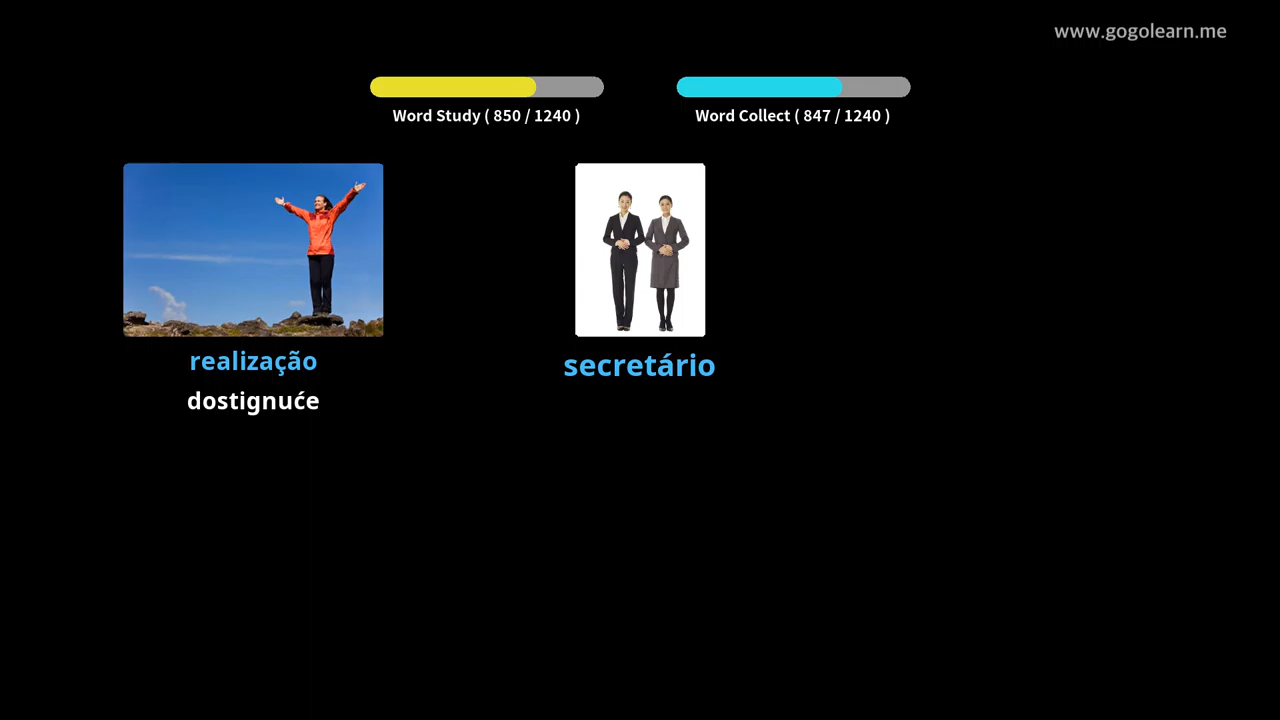 www.gogolearn.me
Word Study ( 850 / 1240 )
Word Collect ( 847 / 1240 )
realização
dostignuće
secretário